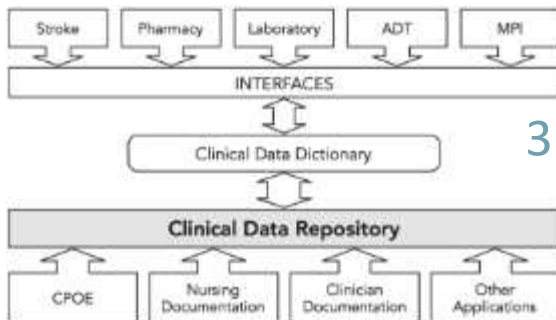 Stroke Pharmacy Laboratory ADT MPI
INTERFACES
Clinical Data Dictionary
3
Clinical Data Repository
CPOE
Nursing
Documentation
Clinician
Documentation
Other
Applications